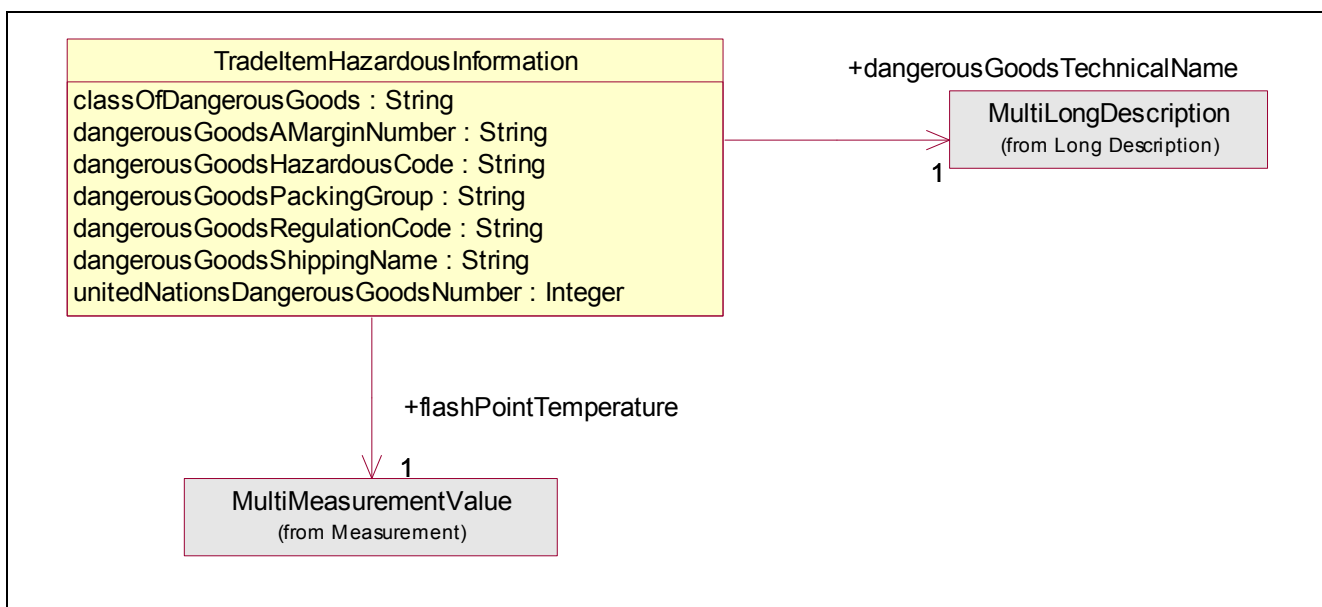 TradeItemHazardousInformation
classOfDangerousGoods : String
dangerousGoodsAMarginNumber : String
dangerousGoodsHazardousCode : String
dangerousGoodsPackingGroup : String
dangerousGoodsRegulationCode : String
dangerousGoodsShippingName : String
unitedNationsDangerousGoodsNumber : Integer
+dangerousGoodsTechnicalName
MultiLongDescription
(from Long Description)
1
+flashPointTemperature
1
MultiMeasurementValue
(from Measurement)